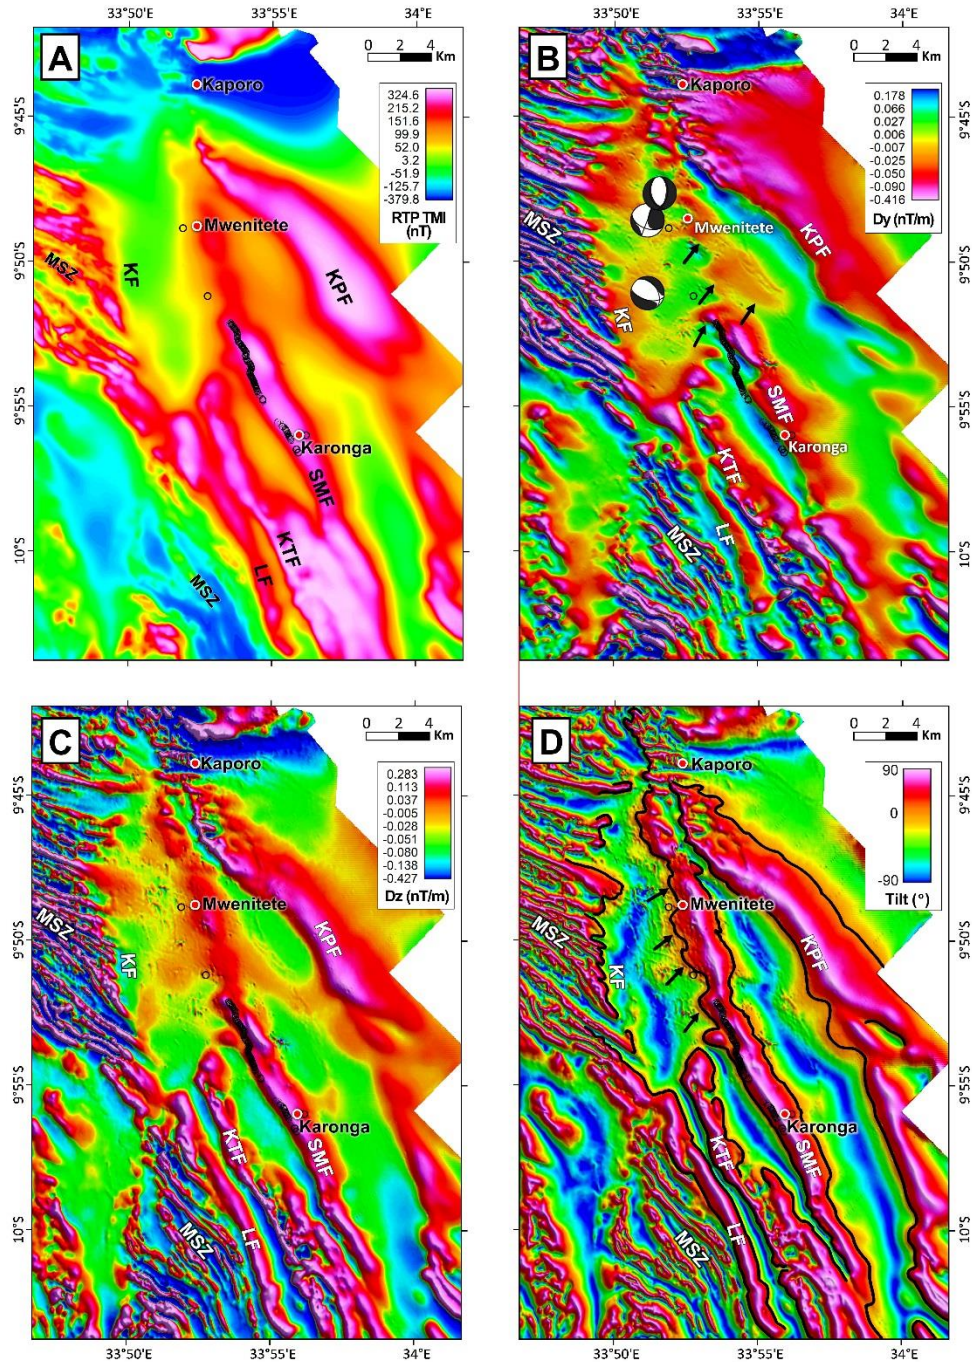 33°50'E 33°55'E 34°E
33°50'E 33°55'E 34°E
A
0 2 4
Km
Kaporo
324.6
215.2
151.6
99.9
52.0
3.2
-51.9
-125.7
-379.8
RTP TMI
(nT)
Mwenitete
MSZ
KF
KPF
Karonga
SMF
KTF
LF
MSZ
9°45'S
9°50'S
9°55'S
10°S
B
0 2 4
Km
Kaporo
0.178
0.066
0.027
0.006
-0.007
-0.025
-0.050
-0.090
-0.416
Dy (nT/m)
Mwenitete
MSZ
KF
KPF
SMF
Karonga
KTF
LF
MSZ
9°45'S
9°50'S
9°55'S
10°S
C
0 2 4
Km
Kaporo
0.283
0.113
0.037
-0.005
-0.028
-0.051
-0.080
-0.138
-0.427
Dz (nT/m)
Mwenitete
MSZ
KF
KPF
Karonga
KTF
SMF
LF
MSZ
9°45'S
9°50'S
9°55'S
10°S
D
0 2 4
Km
Kaporo
90
0
-90
Tilt (°)
Mwenitete
MSZ
KF
KPF
Karonga
KTF
SMF
LF
MSZ
9°45'S
9°50'S
9°55'S
10°S
33°50'E 33°55'E 34°E
33°50'E 33°55'E 34°E